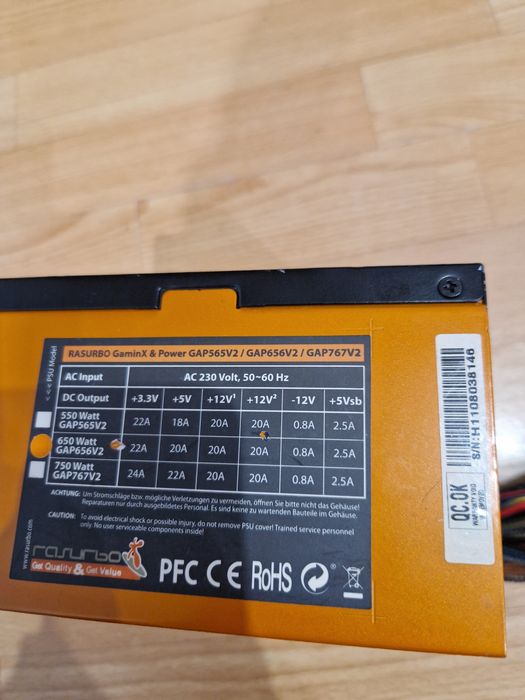 <<< PSU Model
RASURBO GaminX & Power GAP565V2 / GAP656V2 / GAP767V2
AC Input AC 230 Volt, 50~60 Hz
DC Output +3.3V +5V +12V¹ +12V² -12V +5Vsb
550 Watt GAP565V2 22A 18A 20A 20A 0.8A 2.5A
650 Watt GAP656V2 22A 20A 20A 20A 0.8A 2.5A
750 Watt GAP767V2 24A 22A 20A 20A 0.8A 2.5A
ACHTUNG: Um Stromschläge bzw. mögliche Verletzungen zu vermeiden, öffnen Sie bitte nicht das Gehäuse!
Reparaturen nur durch ausgebildetes Personal. Es sind keine zu wartenden Bauteile im Gehäuse.
CAUTION: To avoid electrical shock or possible injury, do not remove PSU cover! Trained service personnel
only. No user serviceable components inside!
www.rasurbo.com
rasurbo
Get Quality & Get Value
PFC CE RoHS
S/N:H1108038146
QC.OK
WARRANTY VOID